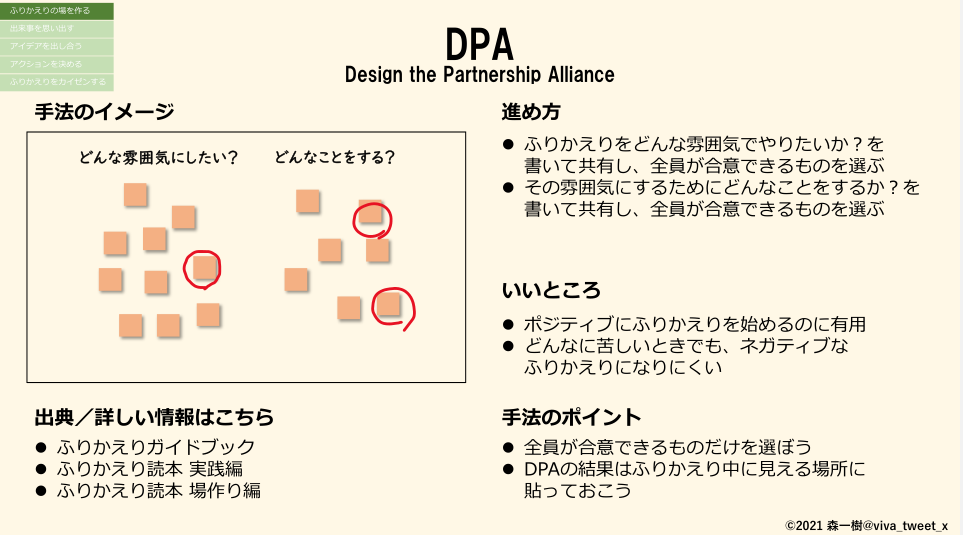 ふりかえりの場を作る
出来事を思い出す
アイデアを出し合う
アクションを決める
ふりかえりをカイゼンする
DPA
Design the Partnership Alliance
手法のイメージ
どんな雰囲気にしたい？
どんなことをする？
出典／詳しい情報はこちら
● ふりかえりガイドブック
● ふりかえり読本 実践編
● ふりかえり読本 場作り編
進め方
● ふりかえりをどんな雰囲気でやりたいか？を
書いて共有し、全員が合意できるものを選ぶ
● その雰囲気にするためにどんなことをするか？を
書いて共有し、全員が合意できるものを選ぶ
いいところ
● ポジティブにふりかえりを始めるのに有用
● どんなに苦しいときでも、ネガティブな
ふりかえりになりにくい
手法のポイント
● 全員が合意できるものだけを選ぼう
● DPAの結果はふりかえり中に見える場所に
貼っておこう
©2021 森一樹@viva_tweet_x